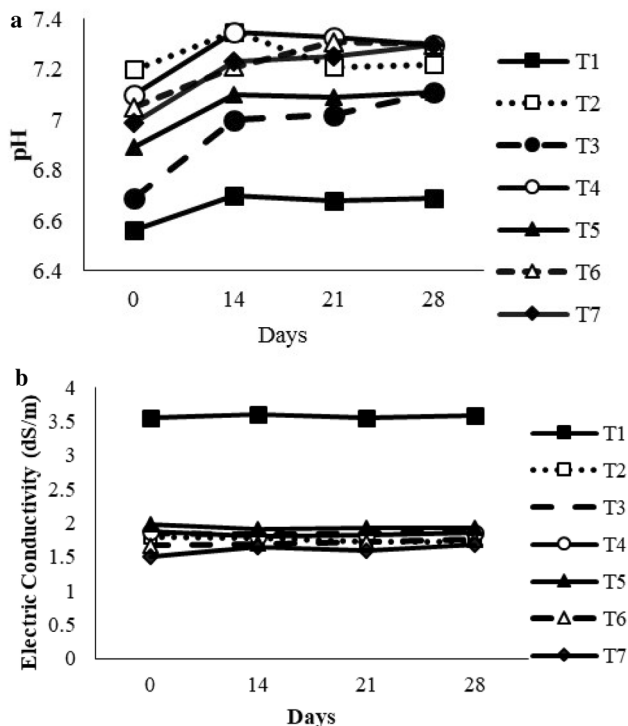 a
7.4
7.2
7
6.8
6.6
6.4
pH
0 14 21 28
Days
T1
T2
T3
T4
T5
T6
T7
b
4
3.5
3
2.5
2
1.5
1
0.5
0
Electric Conductivity (dS/m)
0 14 21 28
Days
T1
T2
T3
T4
T5
T6
T7